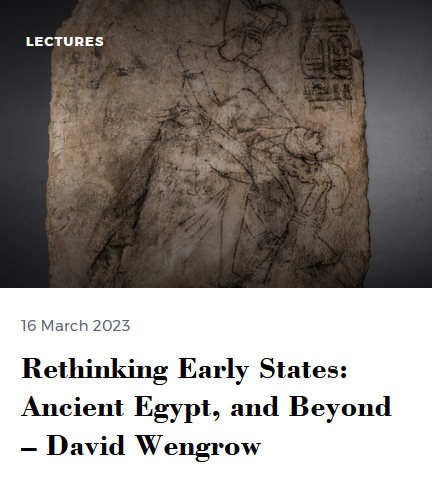 LECTURES
16 March 2023
Rethinking Early States:
Ancient Egypt, and Beyond
– David Wengrow